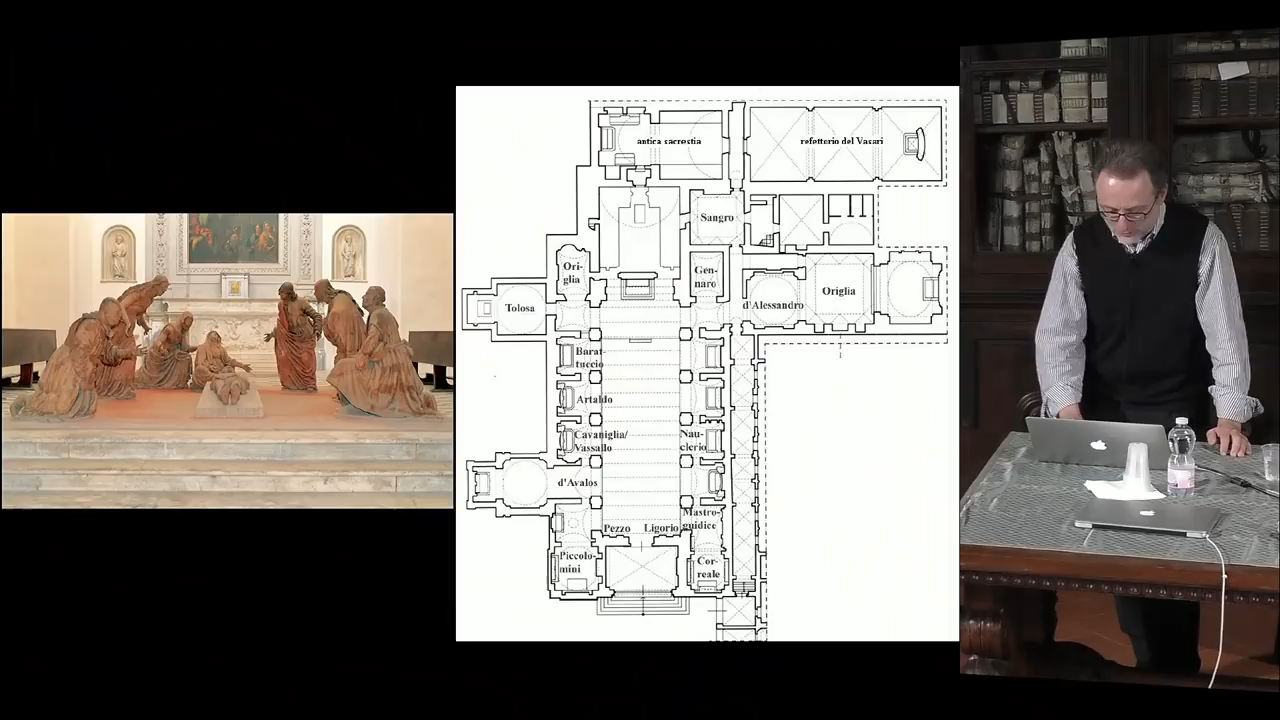 antica sacrestia
refettorio del Vasari
Sangro
Ori-
glia
Gen-
naro
Tolosa
d'Alessandro
Origlia
Barat-
tuccio
Artaldo
Cavaniglia/
Vassallo
Nau-
clerio
d'Avalos
Pezzo
Ligorio
Mastro-
guidice
Piccolo-
mini
Cor-
reale